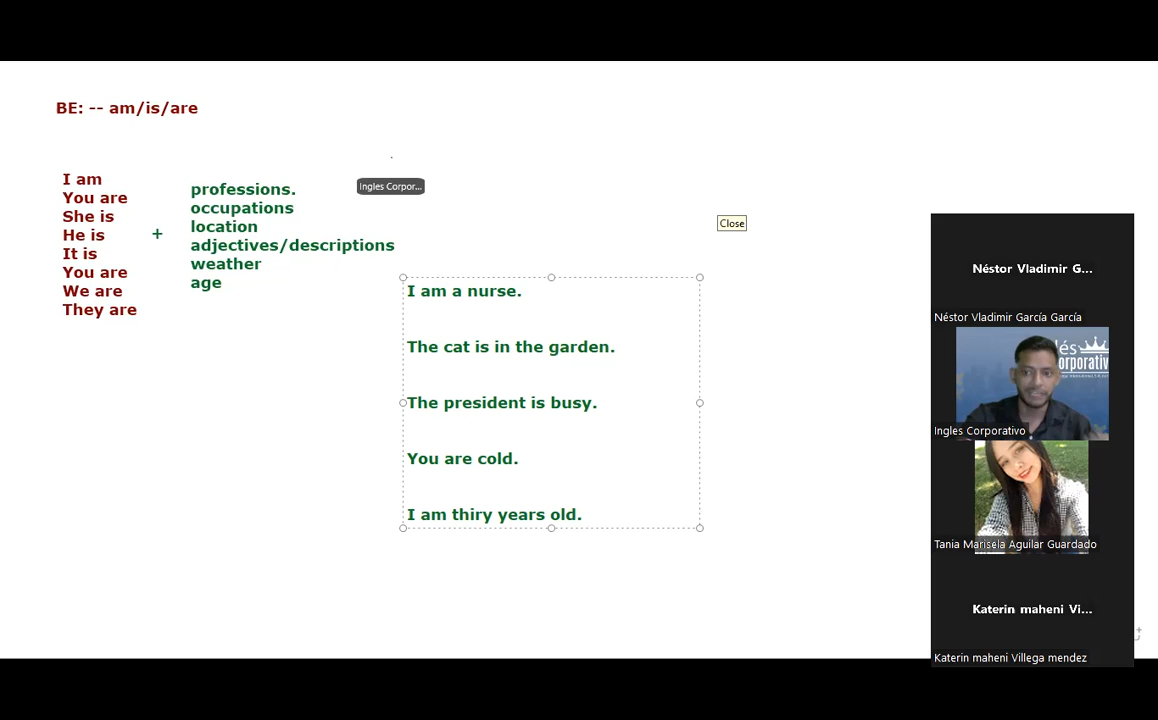 BE: -- am/is/are
I am
You are
She is
He is
It is
You are
We are
They are
+
professions.
occupations
location
adjectives/descriptions
weather
age
Ingles Corpor...
Close
I am a nurse.
The cat is in the garden.
The president is busy.
You are cold.
I am thiry years old.
Néstor Vladimir G...
Néstor Vladimir García García
lés
orporativ
Ingles Corporativo
Tania Marisela Aguilar Guardado
Katerin maheni Vi...
Katerin maheni Villega mendez